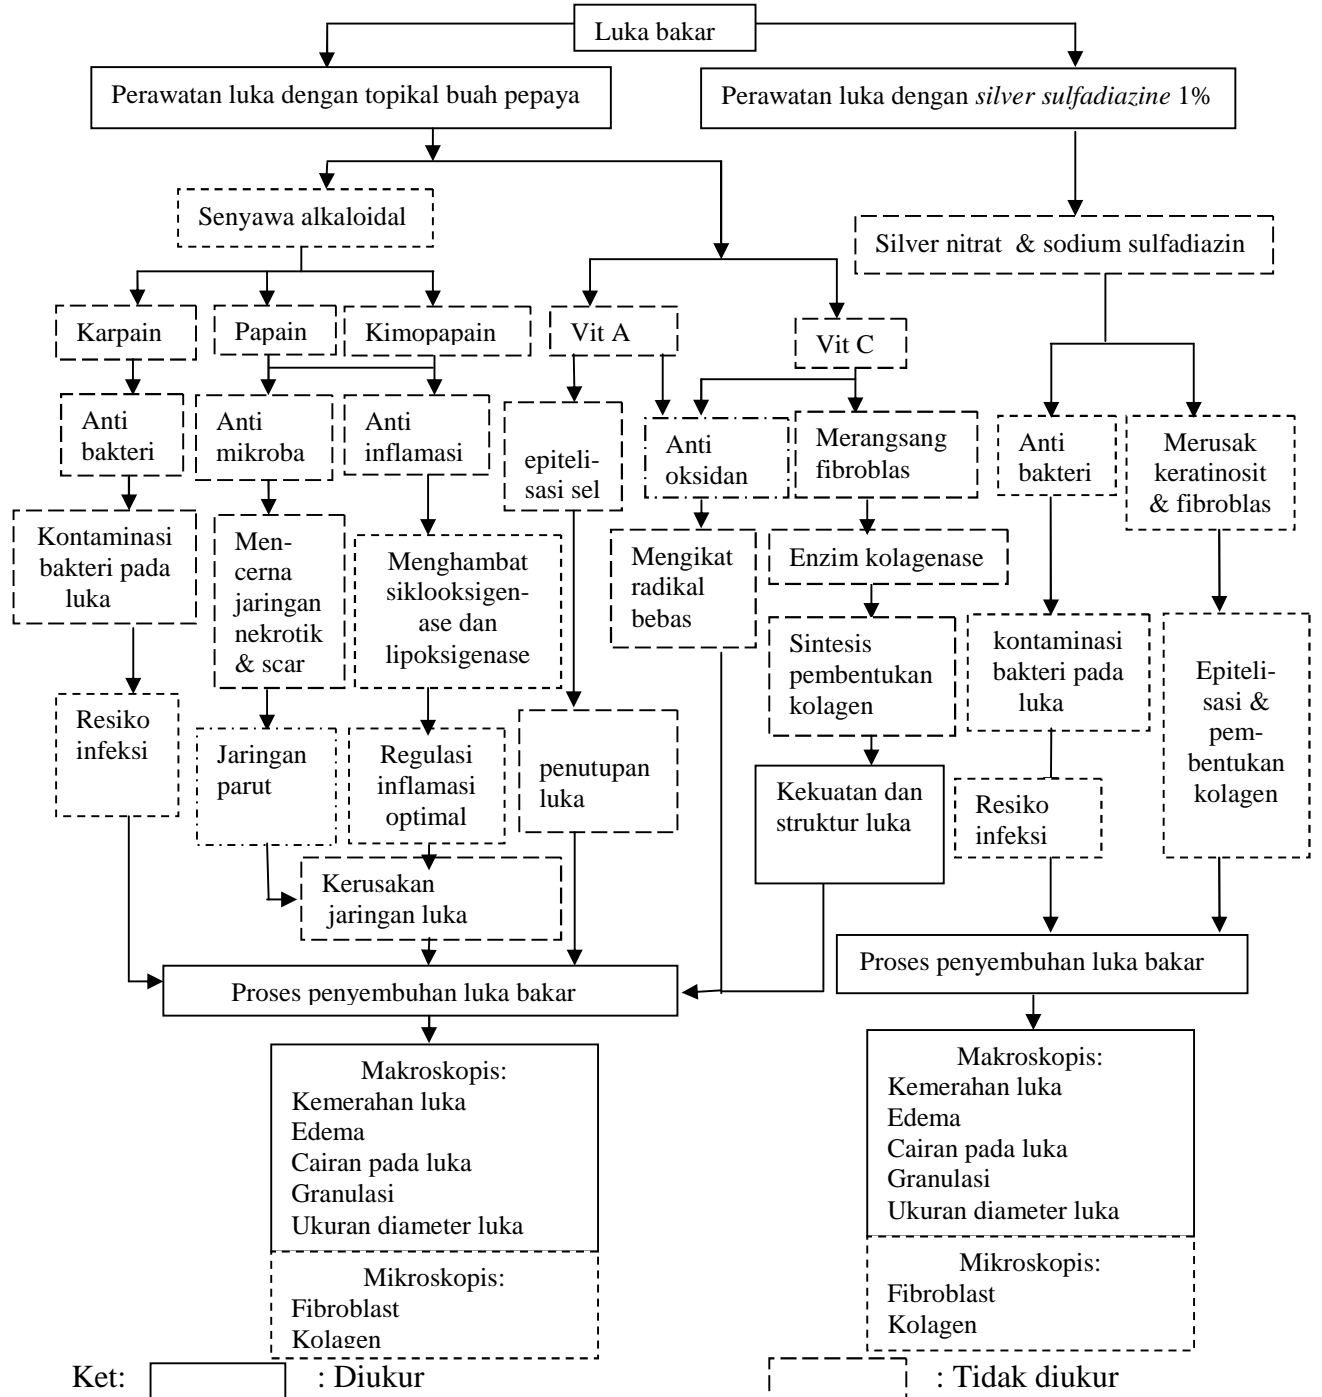 Luka bakar
Perawatan luka dengan topikal buah pepaya
Perawatan luka dengan silver sulfadiazine 1%
Senyawa alkaloidal
Silver nitrat & sodium sulfadiazin
Karpain
Papain
Kimopapain
Vit A
Vit C
Anti
bakteri
Anti
mikroba
Anti
inflamasi
epiteli-
sasi sel
Anti
oksidan
Merangsang
fibroblas
Anti
bakteri
Merusak
keratinosit
& fibroblas
Kontaminasi
bakteri pada
luka
Men-
cerna
jaringan
nekrotik
& scar
Menghambat
siklooksigen-
ase dan
lipoksigenase
Mengikat
radikal
bebas
Enzim kolagenase
Sintesis
pembentukan
kolagen
kontaminasi
bakteri pada
luka
Epiteli-
sasi &
pem-
bentukan
kolagen
Resiko
infeksi
Jaringan
parut
Regulasi
inflamasi
optimal
penutupan
luka
Kekuatan dan
struktur luka
Resiko
infeksi
Kerusakan
jaringan luka
Proses penyembuhan luka bakar
Proses penyembuhan luka bakar
Makroskopis:
Kemerahan luka
Edema
Cairan pada luka
Granulasi
Ukuran diameter luka
Mikroskopis:
Fibroblast
Kolagen
Makroskopis:
Kemerahan luka
Edema
Cairan pada luka
Granulasi
Ukuran diameter luka
Mikroskopis:
Fibroblast
Kolagen
Ket: : Diukur : Tidak diukur